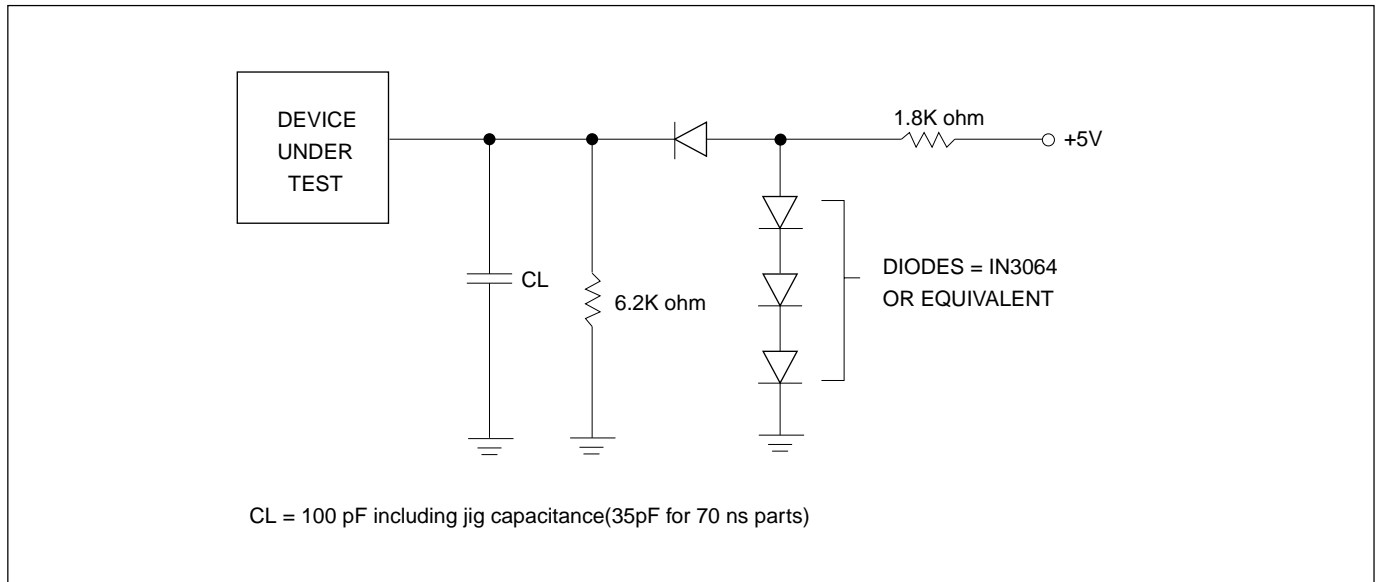 DEVICE
UNDER
TEST
1.8K ohm
+5V
CL
6.2K ohm
DIODES = IN3064
OR EQUIVALENT
CL = 100 pF including jig capacitance(35pF for 70 ns parts)